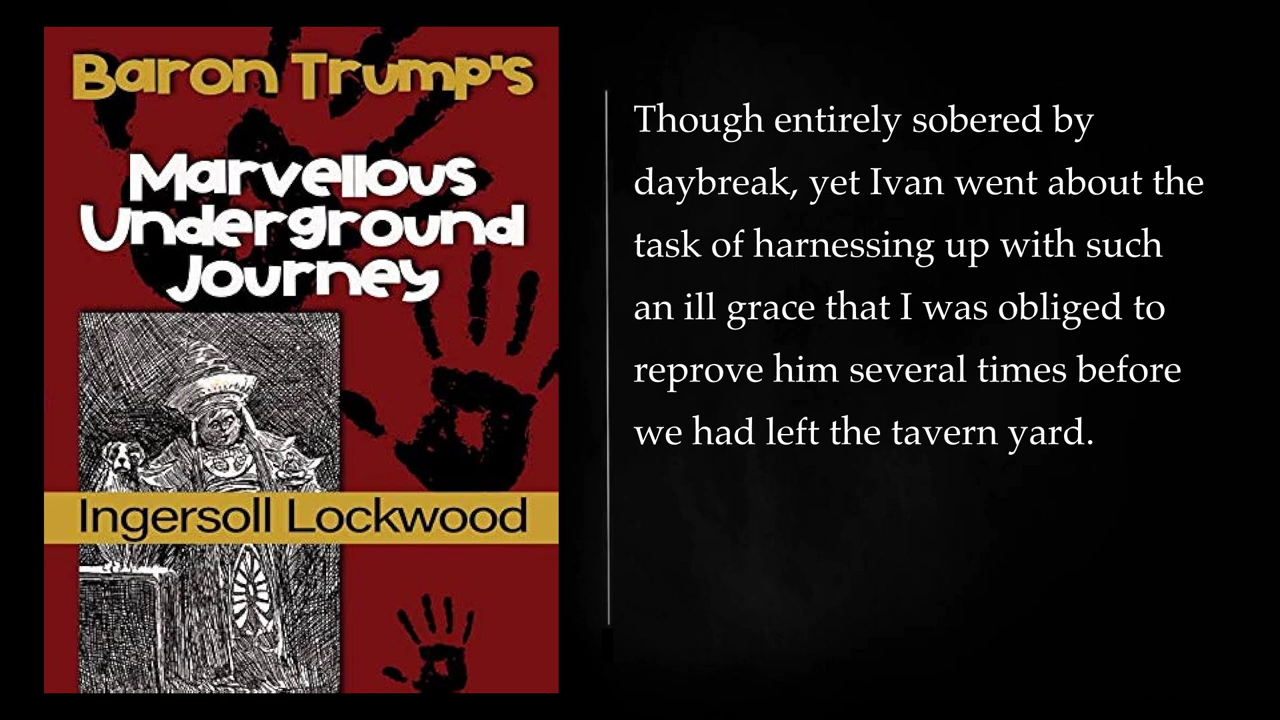 Baron Trump's
Marvellous
Underground
Journey
Ingersoll Lockwood
Though entirely sobered by
daybreak, yet Ivan went about the
task of harnessing up with such
an ill grace that I was obliged to
reprove him several times before
we had left the tavern yard.